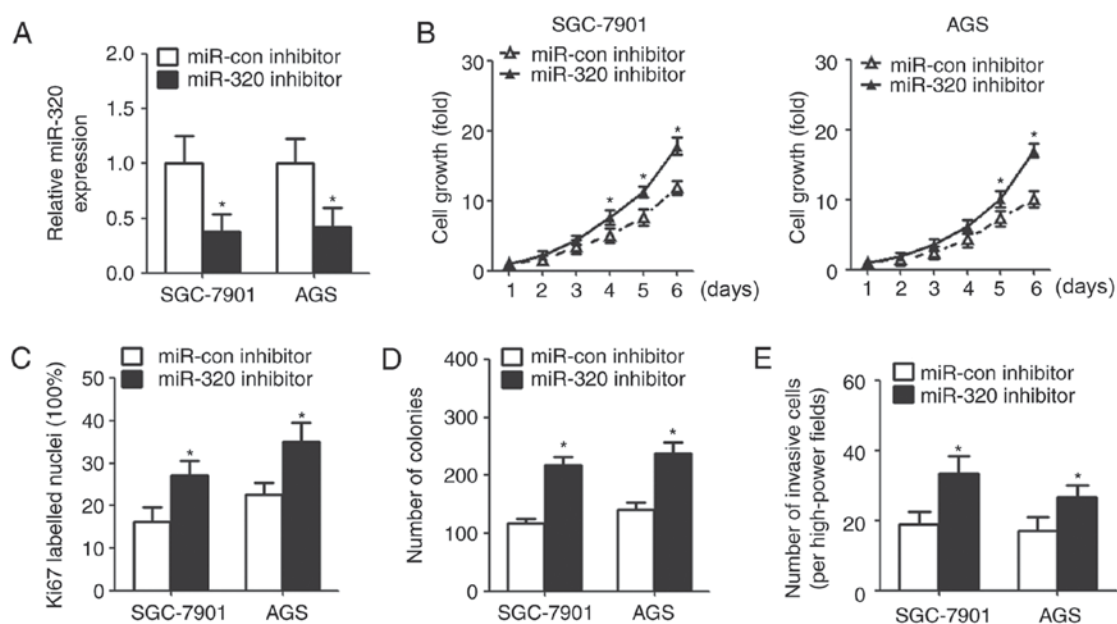 A
miR-con inhibitor
miR-320 inhibitor
Relative miR-320
expression
2.0
1.5
1.0
0.5
0.0
*
*
SGC-7901
AGS
B
SGC-7901
miR-con inhibitor
miR-320 inhibitor
Cell growth (fold)
30
20
10
0
*
*
*
1 2 3 4 5 6 (days)
AGS
miR-con inhibitor
miR-320 inhibitor
Cell growth (fold)
30
20
10
0
*
*
1 2 3 4 5 6 (days)
C
miR-con inhibitor
miR-320 inhibitor
Ki67 labelled nuclei (100%)
50
40
30
20
10
0
*
*
SGC-7901
AGS
D
miR-con inhibitor
miR-320 inhibitor
Number of colonies
400
300
200
100
0
*
*
SGC-7901
AGS
E
miR-con inhibitor
miR-320 inhibitor
Number of invasive cells
(per high-power fields)
60
40
20
0
*
*
SGC-7901
AGS